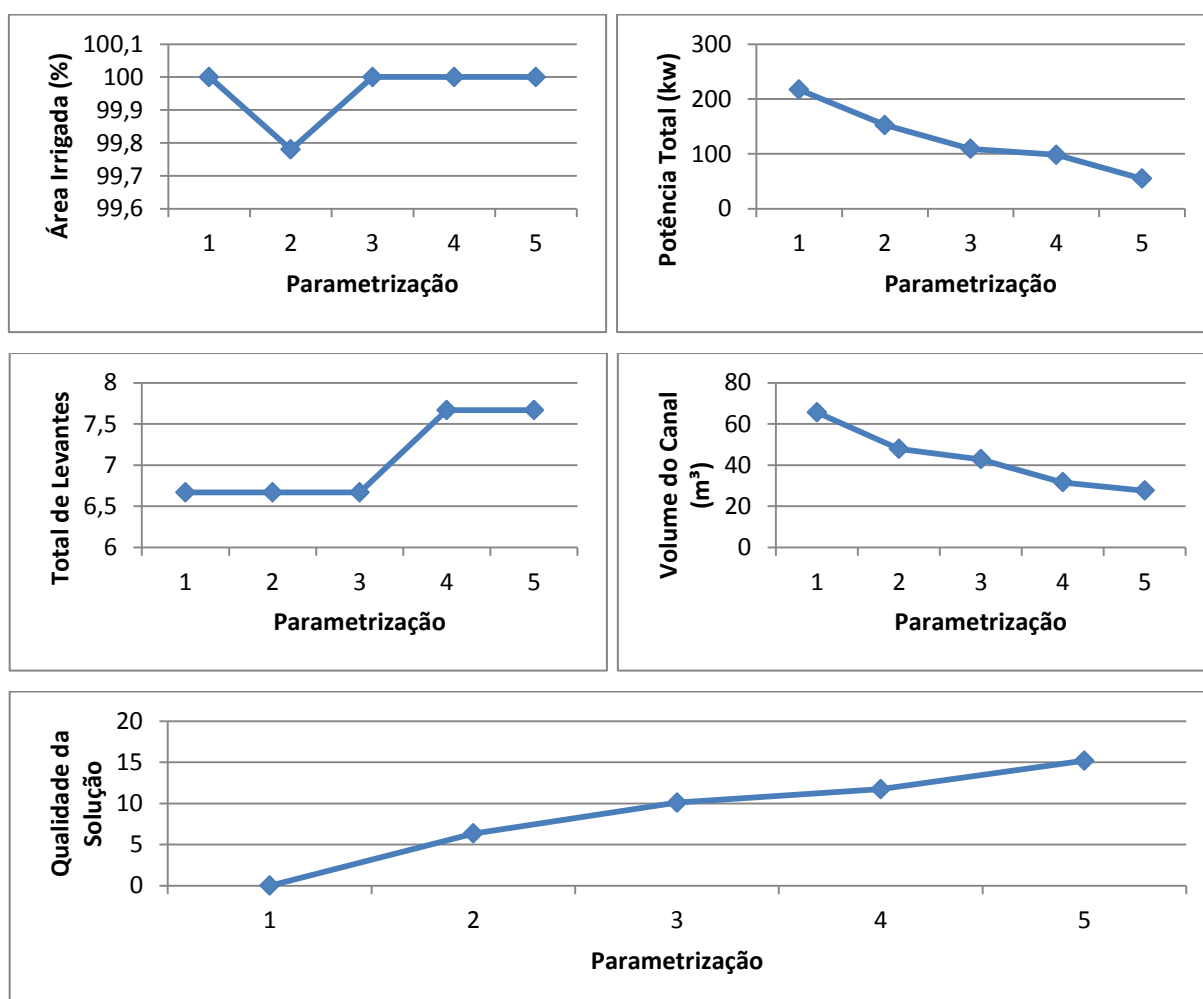 Área Irrigada (%)
100,1
100
99,9
99,8
99,7
99,6
1 2 3 4 5
Parametrização
Potência Total (kw)
300
200
100
0
1 2 3 4 5
Parametrização
Total de Levantes
8
7,5
7
6,5
6
1 2 3 4 5
Parametrização
Volume do Canal
(m³)
80
60
40
20
0
1 2 3 4 5
Parametrização
Qualidade da
Solução
20
15
10
5
0
1 2 3 4 5
Parametrização